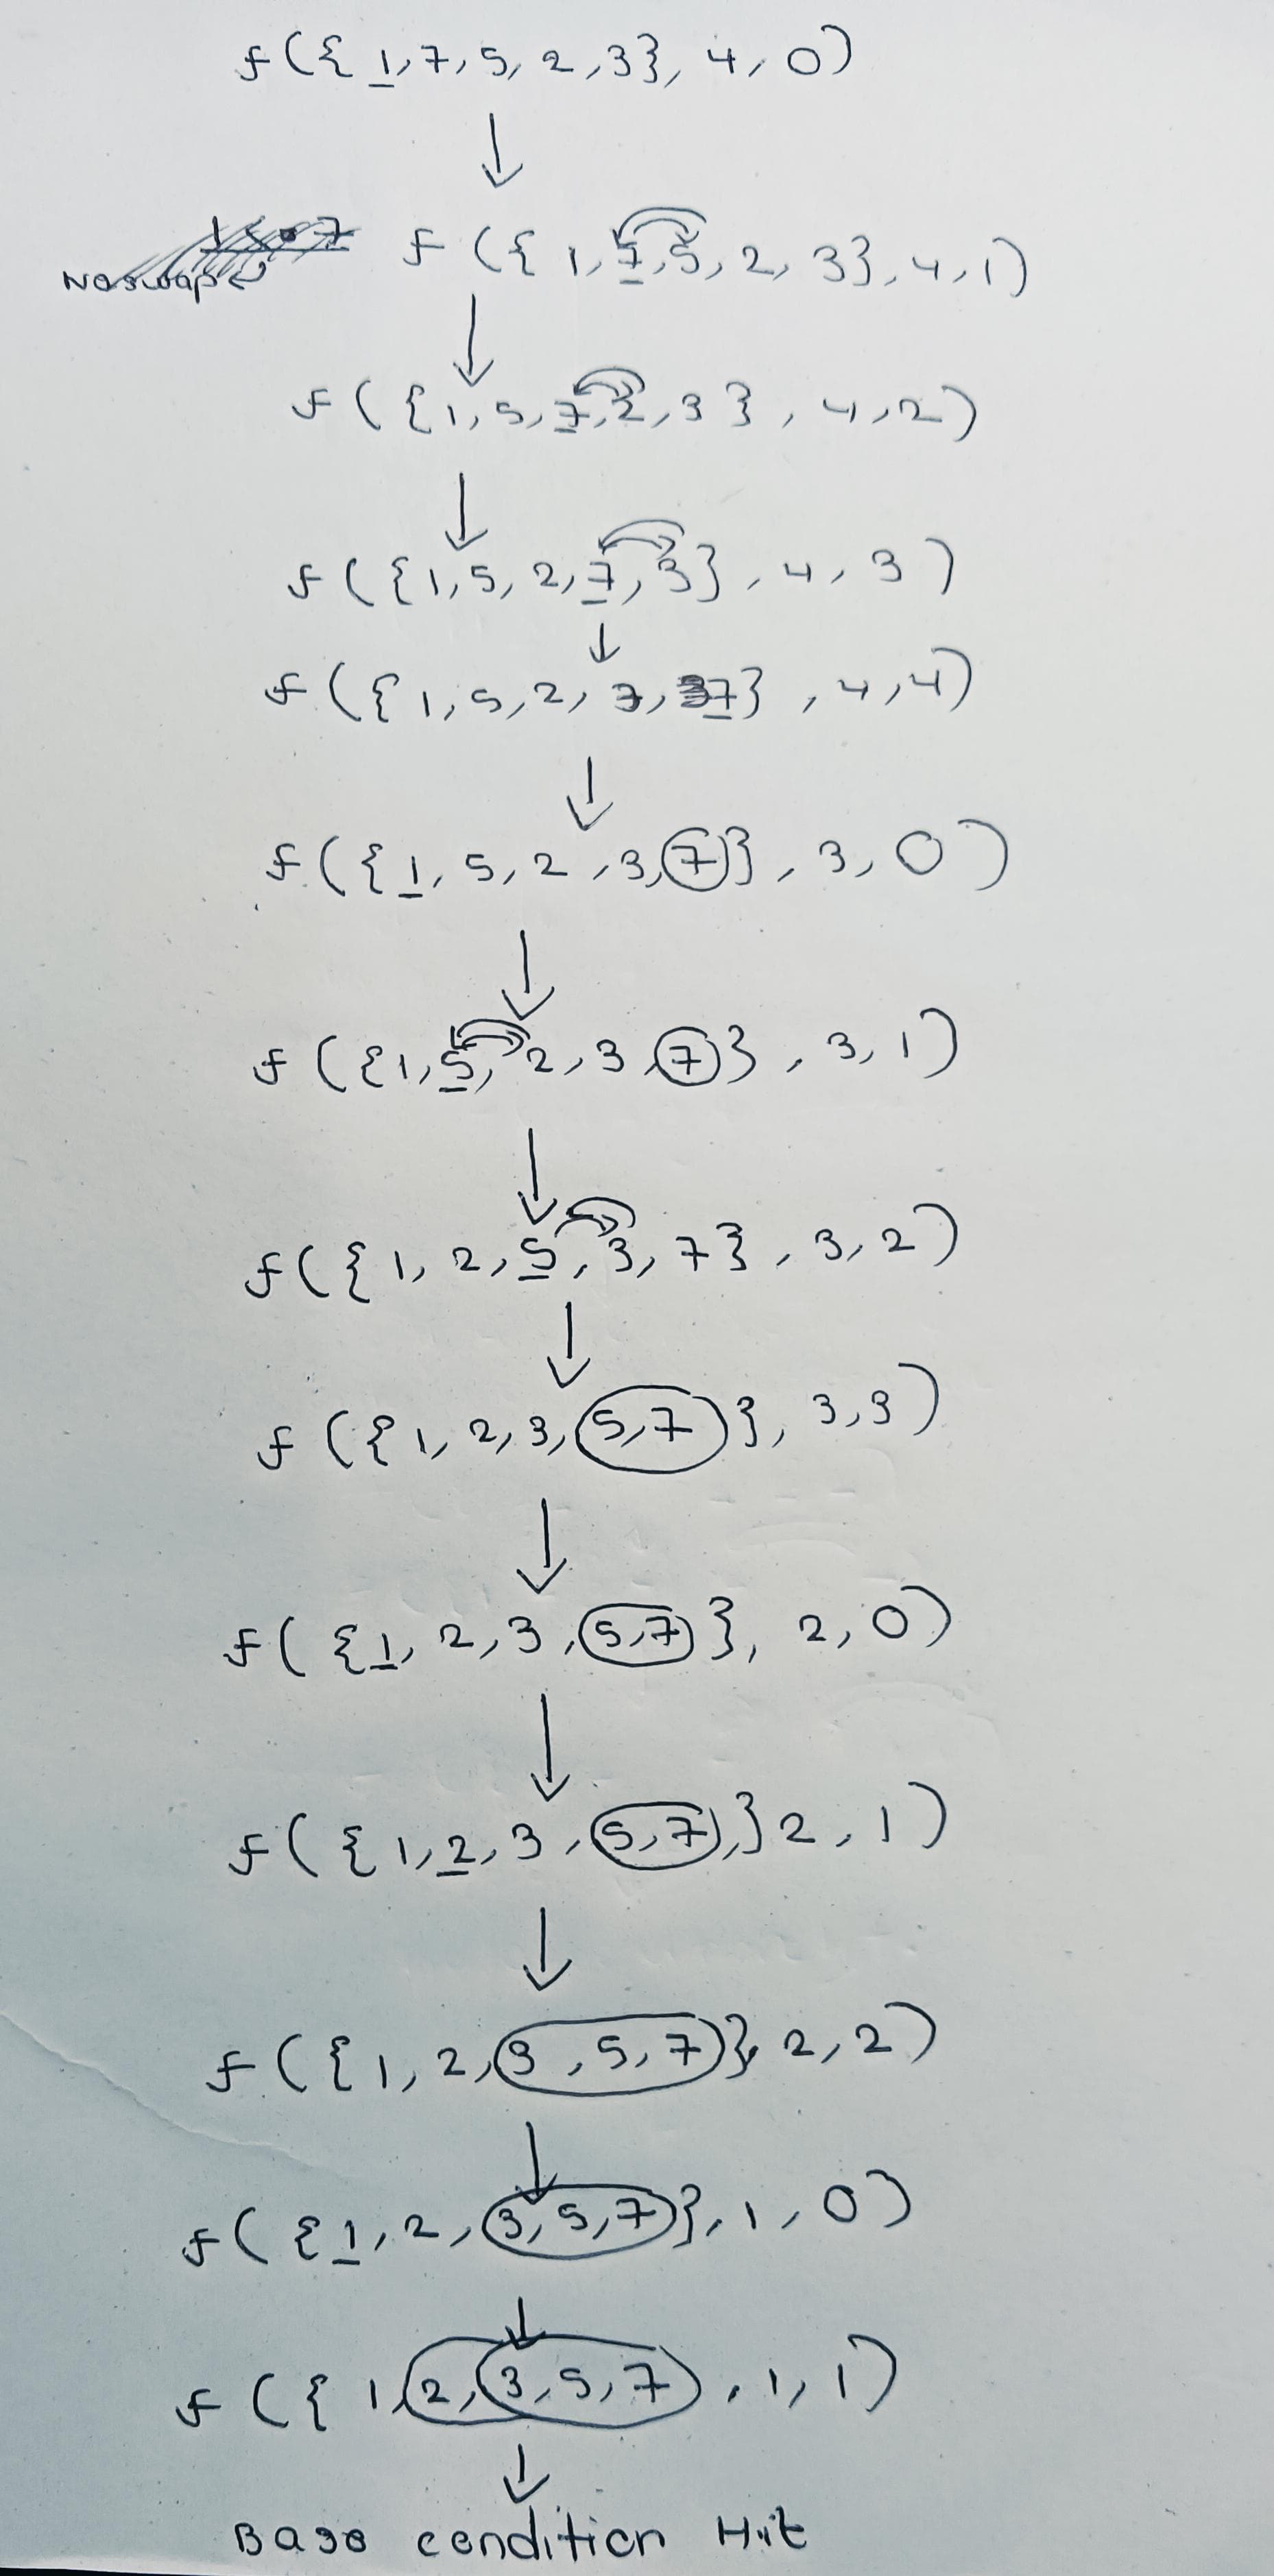 f({1,7,5,2,3},4,0)
1<7 f({1,7,5,2,3},4,1)
No swap
f({1,5,7,2,3},4,2)
f({1,5,2,7,3},4,3)
f({1,5,2,3,7},4,4)
f({1,5,2,3,7},3,0)
f({1,5,2,3,7},3,1)
f({1,2,5,3,7},3,2)
f({1,2,3,5,7},3,3)
f({1,2,3,5,7},2,0)
f({1,2,3,5,7,}2,1)
f({1,2,3,5,7},2,2)
f({1,2,3,5,7},1,0)
f({1,2,3,5,7,1,1)
Base condition Hit